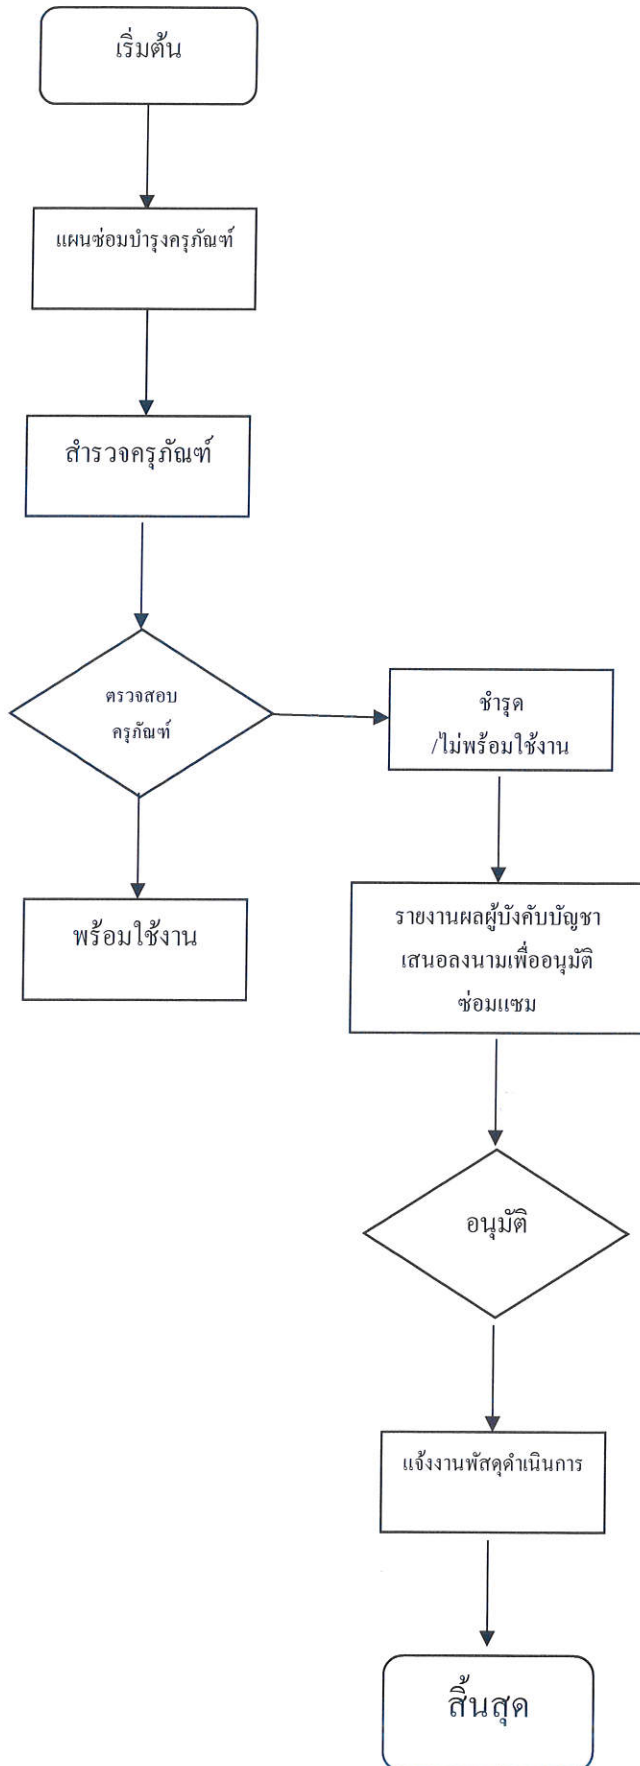 เริ่มต้น
แผนซ่อมบำรุงครุภัณฑ์
สำรวจครุภัณฑ์
ตรวจสอบ
ครุภัณฑ์
ชำรุด
/ไม่พร้อมใช้งาน
พร้อมใช้งาน
รายงานผลผู้บังคับบัญชา
เสนอลงนามเพื่ออนุมัติ
ซ่อมแซม
อนุมัติ
แจ้งงานพัสดุดำเนินการ
สิ้นสุด